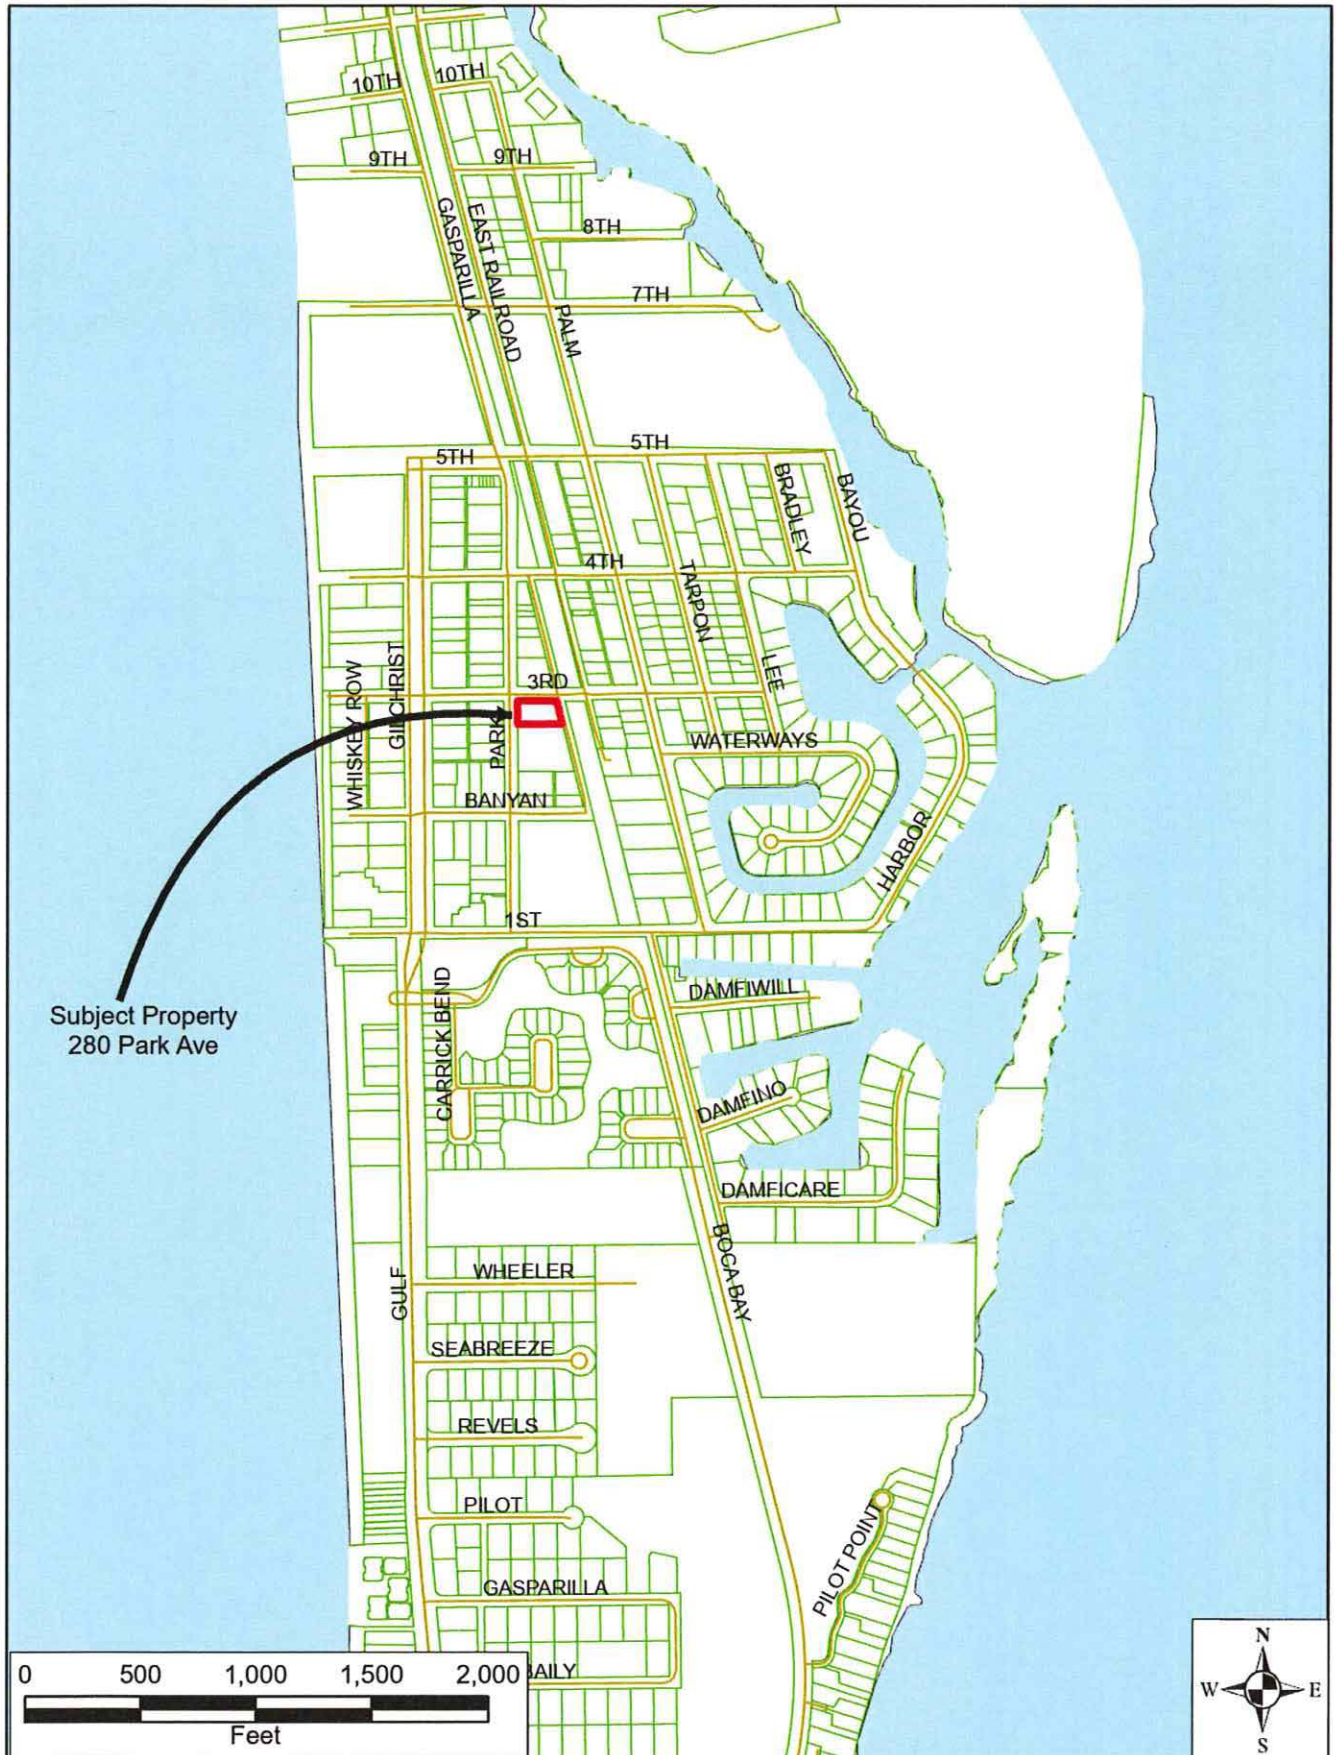 10TH
10TH
9TH
9TH
GASPARILLA
EAST RAILROAD
8TH
7TH
PALM
5TH
5TH
BRADLEY
BAYOU
4TH
TARPON
GILCHRIST
WHISKEY ROW
3RD
LEE
PARK
WATERWAYS
BANYAN
HARBOR
1ST
CARRICK BEND
DAMFIWILL
Subject Property
280 Park Ave
DAMFINO
DAMFICARE
BOCA BAY
GULF
WHEELER
SEABREEZE
REVELS
PILOT
PILOT POINT
GASPARILLA
BAILY
0 500 1,000 1,500 2,000
Feet
N
W E
S